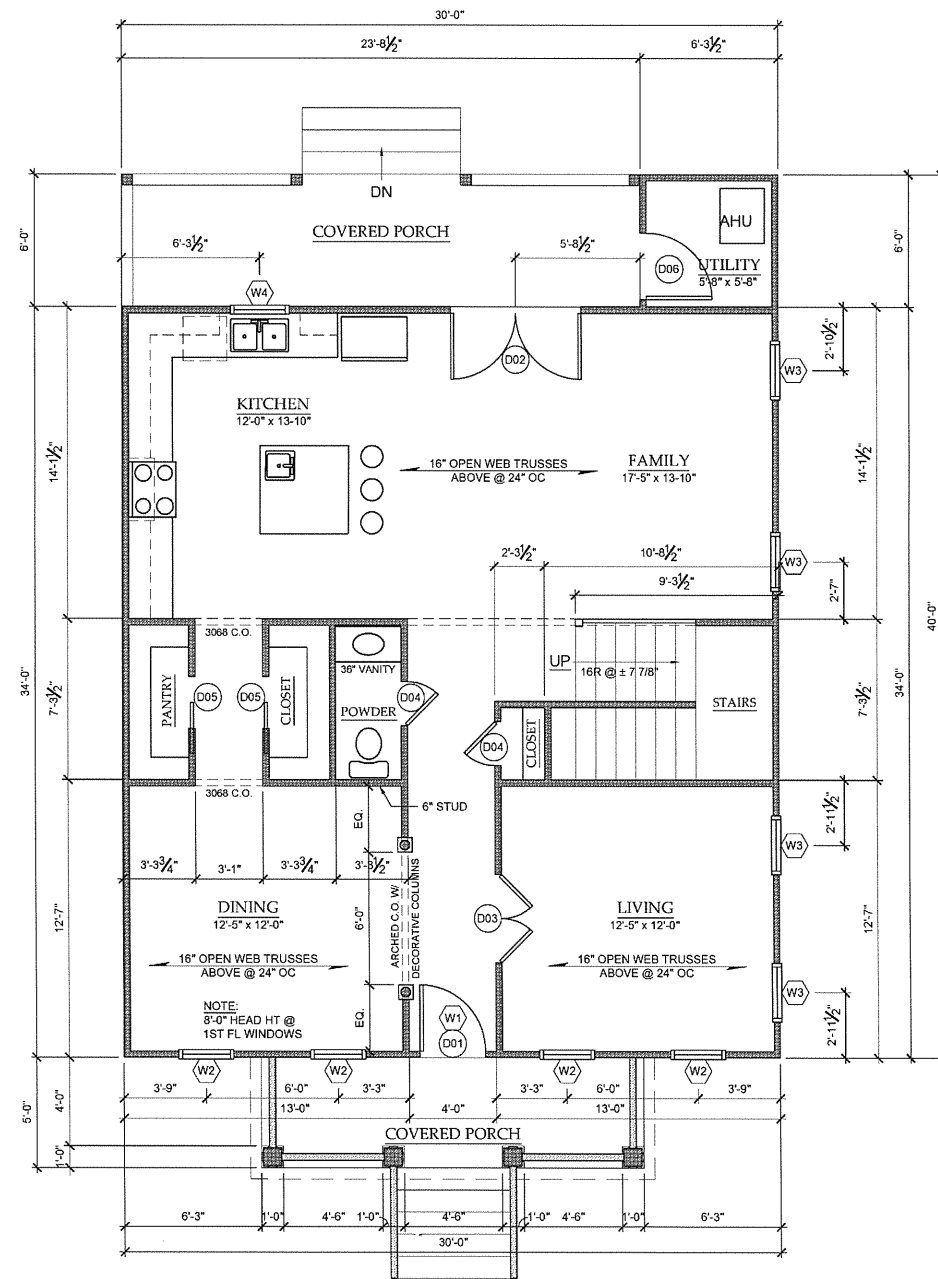 30'-0"
23'-8½"
6'-3½"
DN
COVERED PORCH
AHU
6'-0"
6'-3½"
5'-8½"
D06
UTILITY
5'-8" x 5'-8"
6'-0"
W4
D02
2'-10½"
W3
KITCHEN
12'-0" x 13'-10"
14'-1½"
16" OPEN WEB TRUSSES
ABOVE @ 24" OC
FAMILY
17'-5" x 13'-10"
14'-1½"
2'-3½"
10'-8½"
W3
9'-3½"
2'-7"
40'-0"
3068 C.O.
36" VANITY
UP
16R @ ± 7 7/8"
34'-0"
7'-3½"
PANTRY
D05
D05
CLOSET
D04
POWDER
STAIRS
7'-3½"
34'-0"
D04
CLOSET
3068 C.O.
6" STUD
EQ.
2'-11½"
W3
3'-3¾"
3'-1"
3'-3¾"
3'-3½"
12'-7"
DINING
12'-5" x 12'-0"
6'-0"
ARCHED C.O. W/
DECORATIVE COLUMNS
D03
LIVING
12'-5" x 12'-0"
12'-7"
16" OPEN WEB TRUSSES
ABOVE @ 24" OC
16" OPEN WEB TRUSSES
ABOVE @ 24" OC
W3
NOTE:
8'-0" HEAD HT @
1ST FL WINDOWS
EQ.
W1
D01
2'-11½"
W2
W2
W2
W2
3'-9"
6'-0"
3'-3"
3'-3"
6'-0"
3'-9"
13'-0"
4'-0"
13'-0"
5'-0"
4'-0"
COVERED PORCH
1'-0"
6'-3"
1'-0"
4'-6"
1'-0"
4'-6"
1'-0"
4'-6"
1'-0"
6'-3"
30'-0"